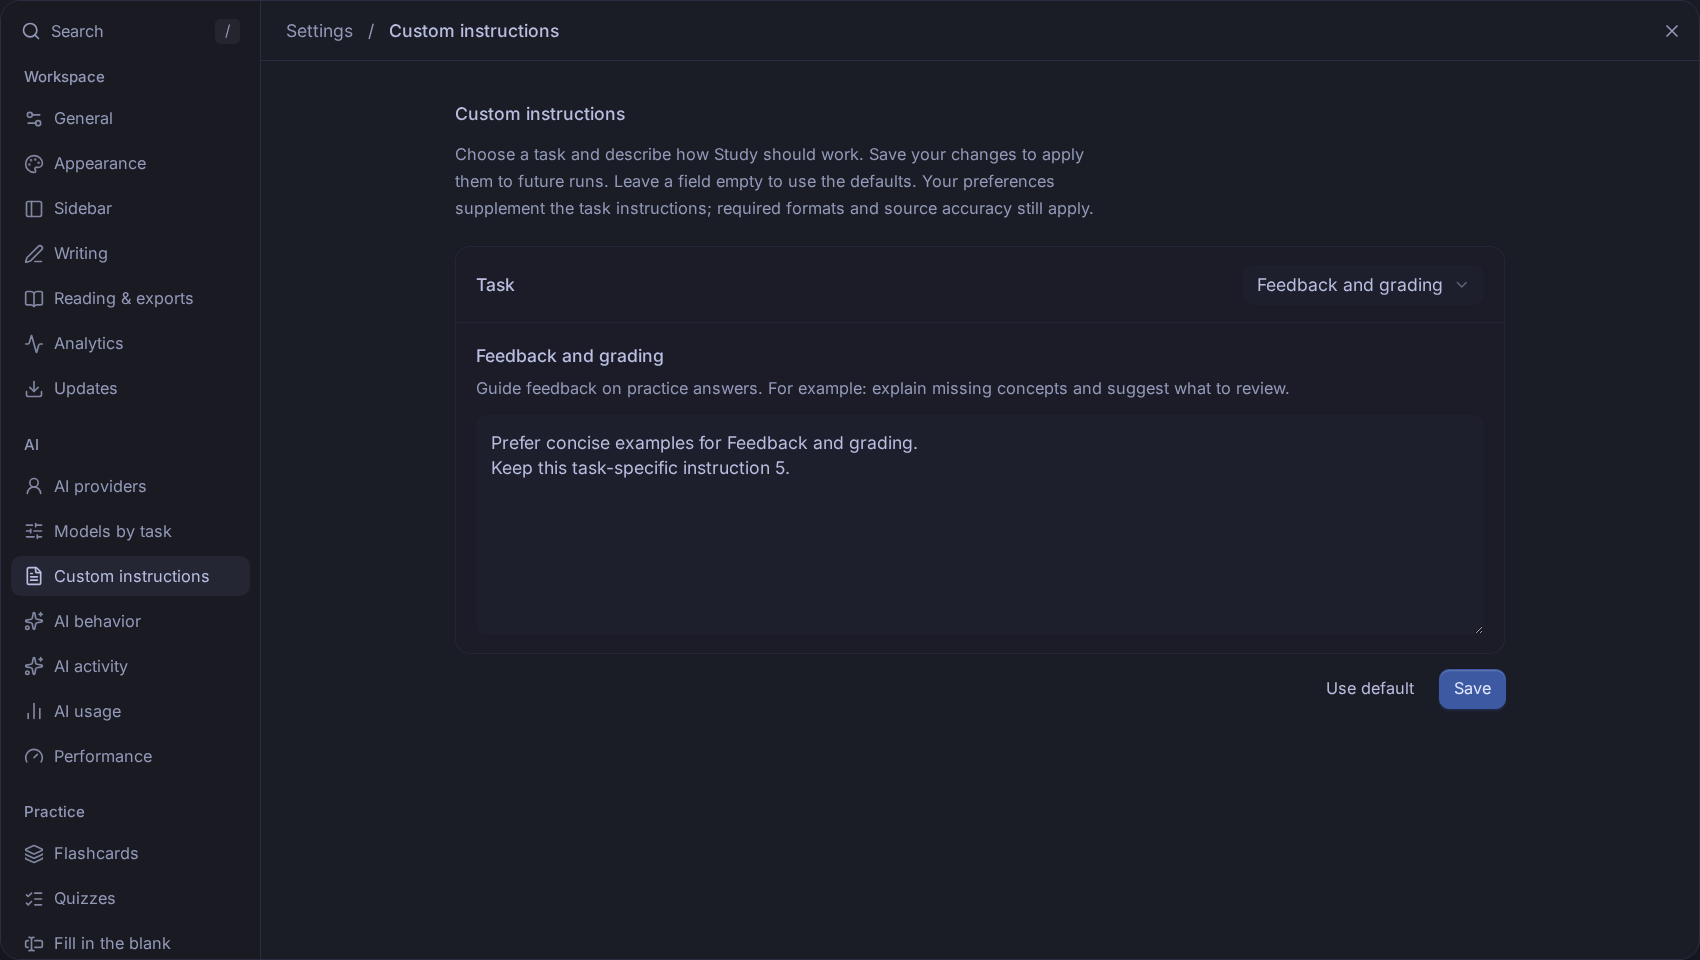 Search
/
Workspace
General
Appearance
Sidebar
Writing
Reading & exports
Analytics
Updates
AI
AI providers
Models by task
Custom instructions
AI behavior
AI activity
AI usage
Performance
Practice
Flashcards
Quizzes
Fill in the blank
Settings / Custom instructions
Custom instructions
Choose a task and describe how Study should work. Save your changes to apply
them to future runs. Leave a field empty to use the defaults. Your preferences
supplement the task instructions; required formats and source accuracy still apply.
Task
Feedback and grading
Feedback and grading
Guide feedback on practice answers. For example: explain missing concepts and suggest what to review.
Prefer concise examples for Feedback and grading.
Keep this task-specific instruction 5.
Use default
Save